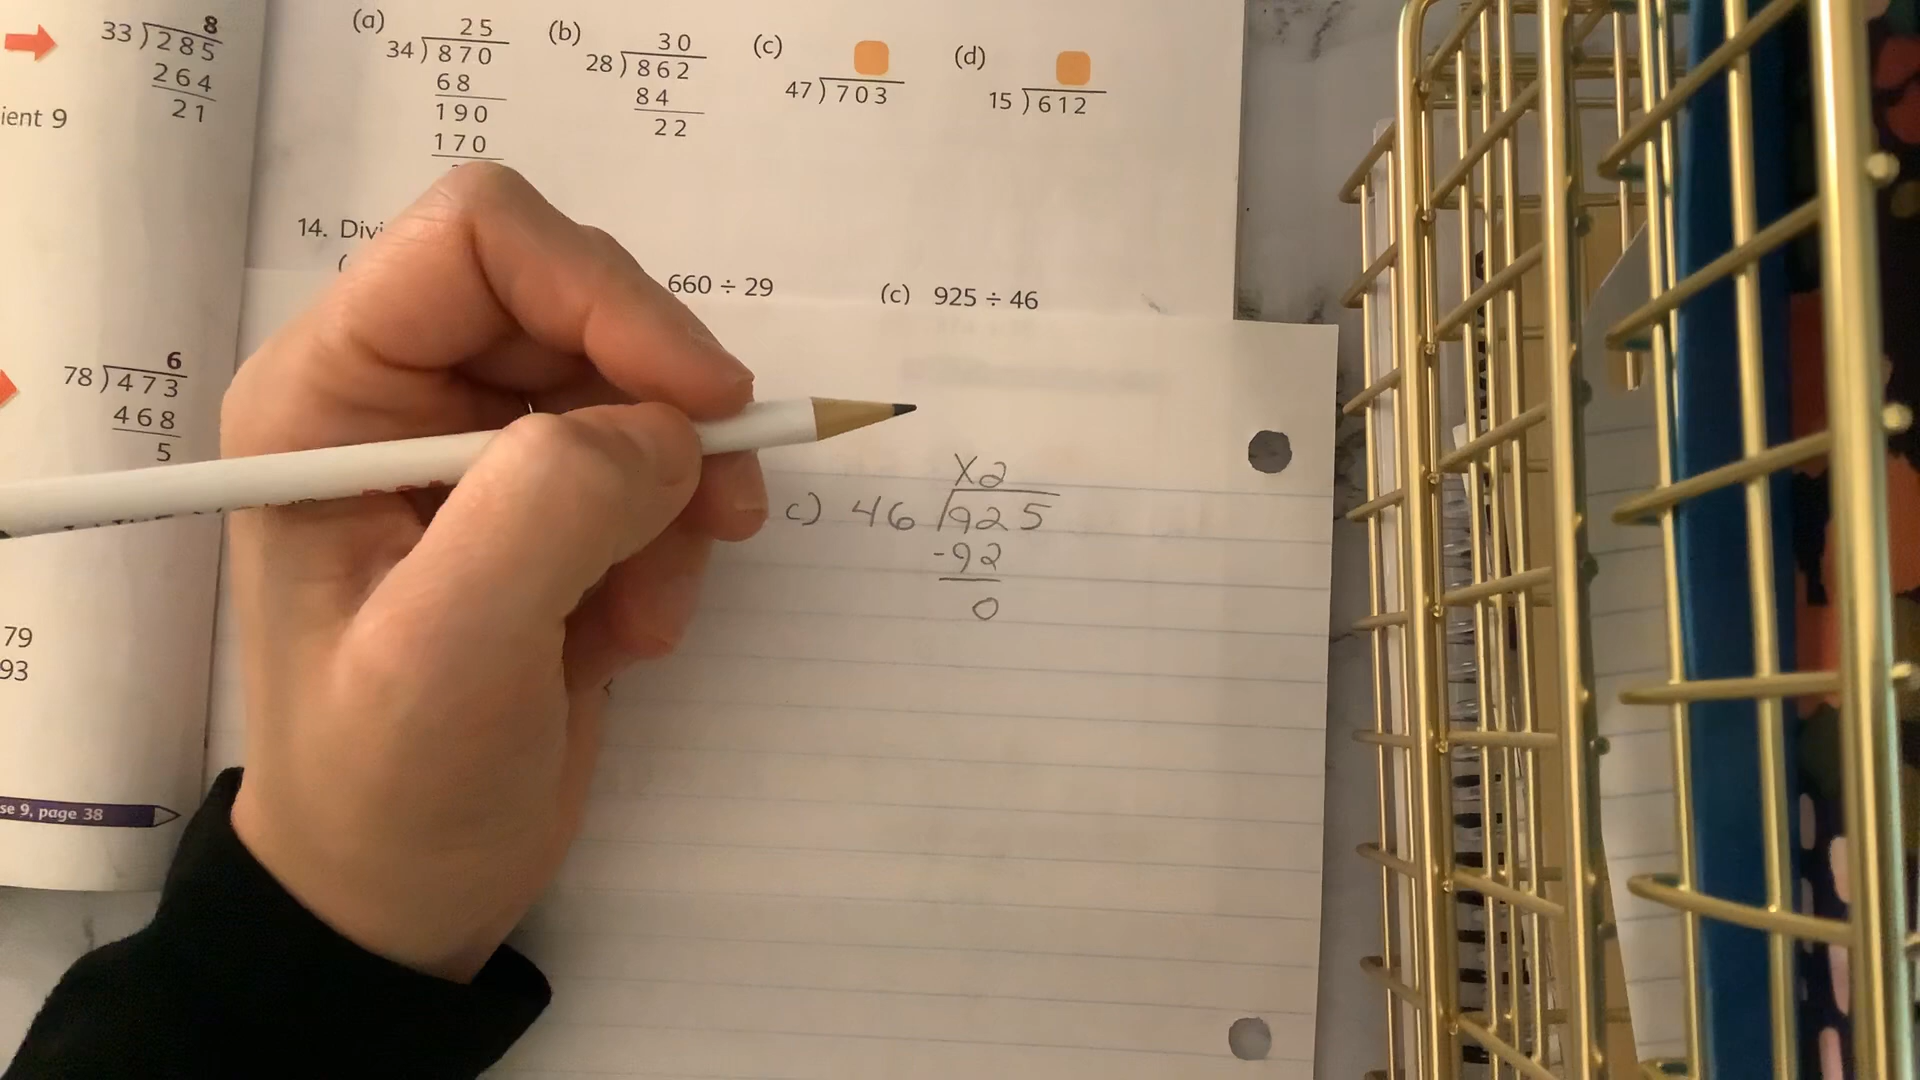 8
33)285
264
21
ient 9
6
78)473
468
5
79
93
se 9, page 38
(a)
25
34)870
68
190
170
(b)
30
28)862
84
22
(c)
47)703
(d)
15)612
14.
660 ÷ 29
(c) 925 ÷ 46
X2
c) 46 925
-92
0